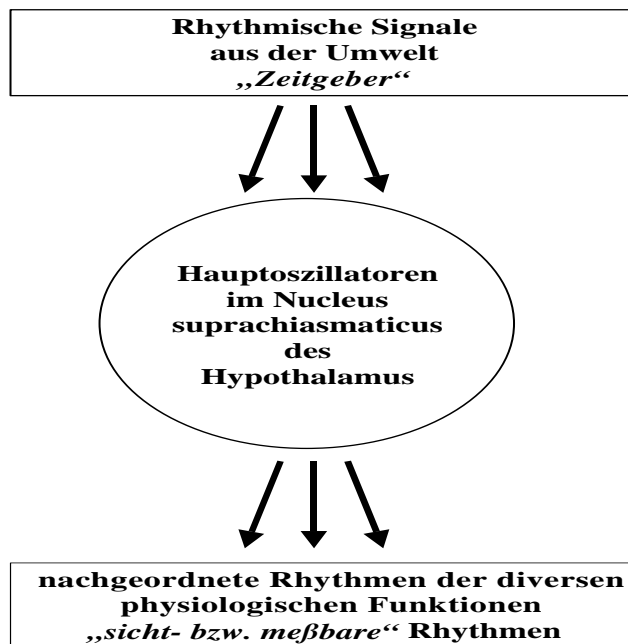 Rhythmische Signale
aus der Umwelt
„Zeitgeber“
Hauptoszillatoren
im Nucleus
suprachiasmaticus
des
Hypothalamus
nachgeordnete Rhythmen der diversen
physiologischen Funktionen
„sicht- bzw. meßbare“ Rhythmen